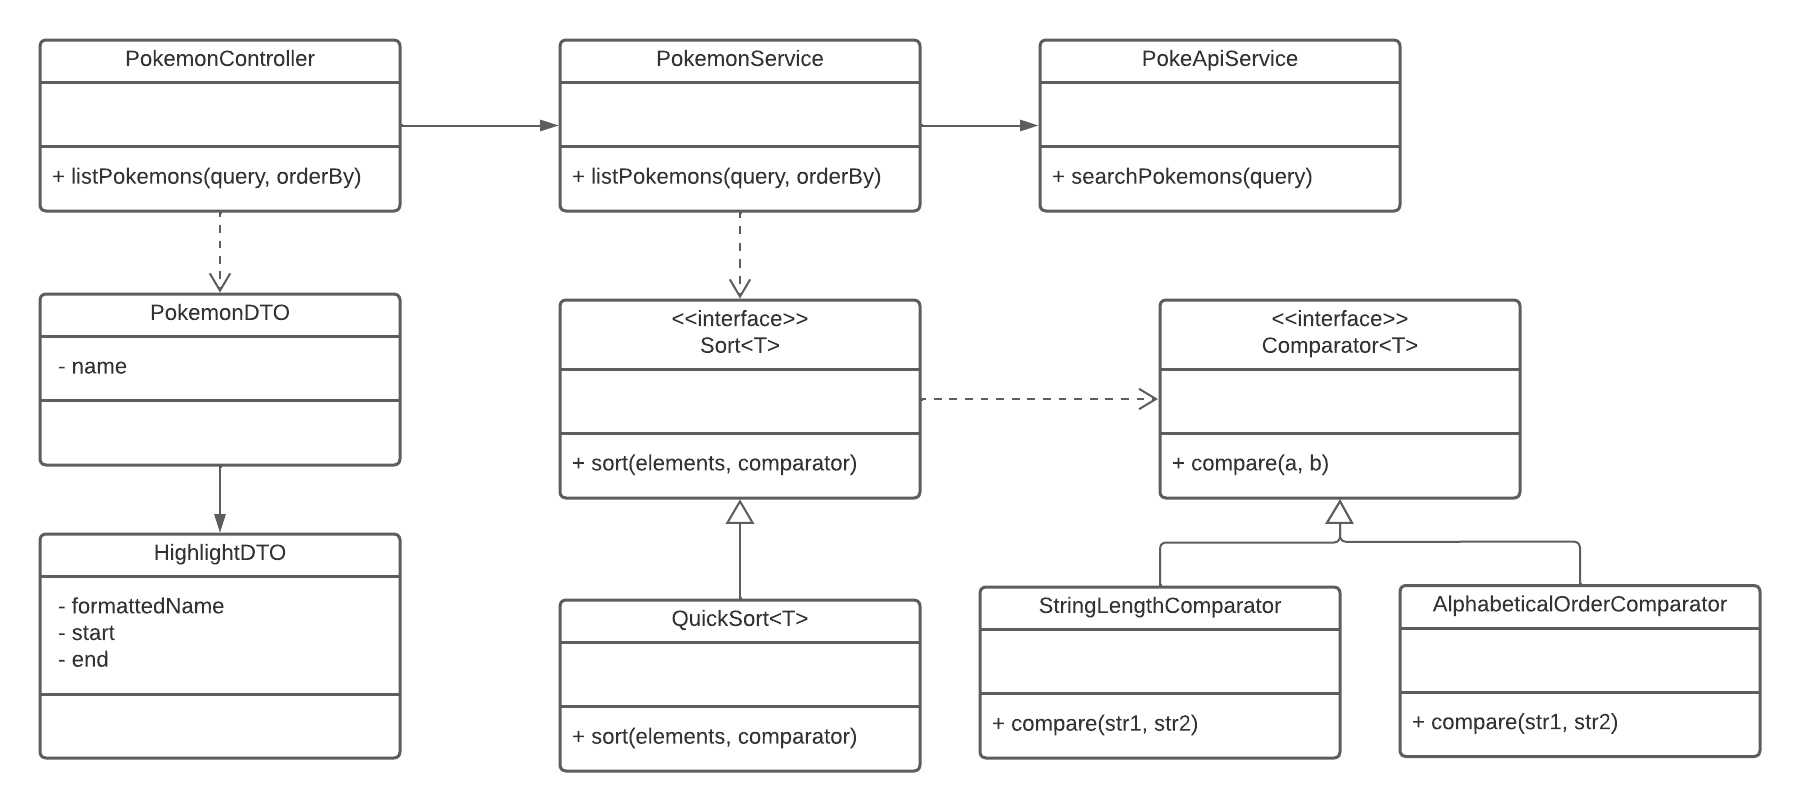 PokemonController
+ listPokemons(query, orderBy)
PokemonService
+ listPokemons(query, orderBy)
PokeApiService
+ searchPokemons(query)
PokemonDTO
- name
<<interface>>
Sort<T>
+ sort(elements, comparator)
<<interface>>
Comparator<T>
+ compare(a, b)
HighlightDTO
- formattedName
- start
- end
QuickSort<T>
+ sort(elements, comparator)
StringLengthComparator
+ compare(str1, str2)
AlphabeticalOrderComparator
+ compare(str1, str2)